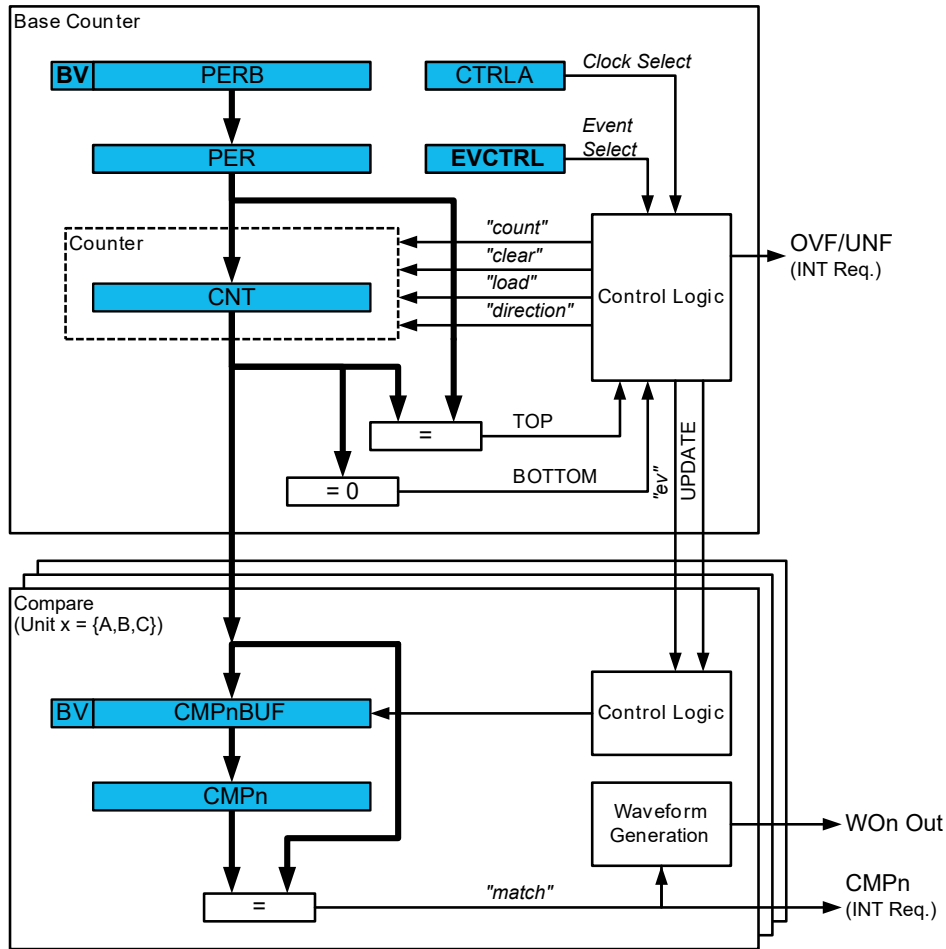 Base Counter
BV PERB
CTRLA
Clock Select
PER
EVCTRL
Event
Select
Counter
CNT
"count"
"clear"
"load"
"direction"
Control Logic
OVF/UNF
(INT Req.)
=
TOP
= 0
BOTTOM
"ev"
UPDATE
Compare
(Unit x = {A,B,C})
BV CMPnBUF
Control Logic
CMPn
Waveform
Generation
WOn Out
=
"match"
CMPn
(INT Req.)